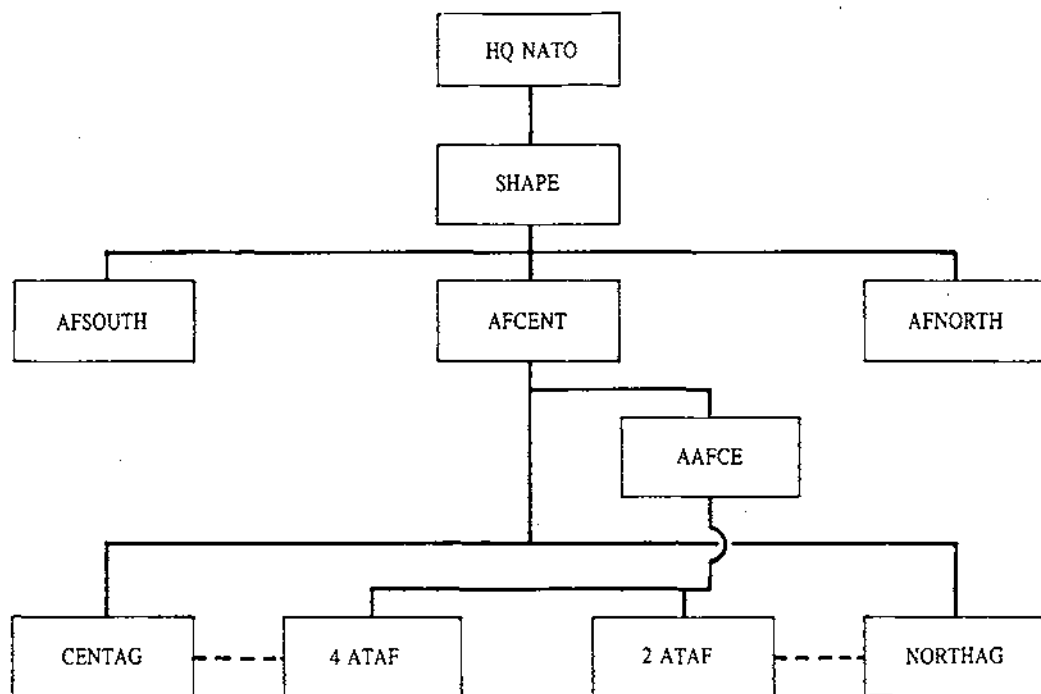 HQ NATO
SHAPE
AFSOUTH
AFCENT
AFNORTH
AAFCE
CENTAG
4 ATAF
2 ATAF
NORTHAG